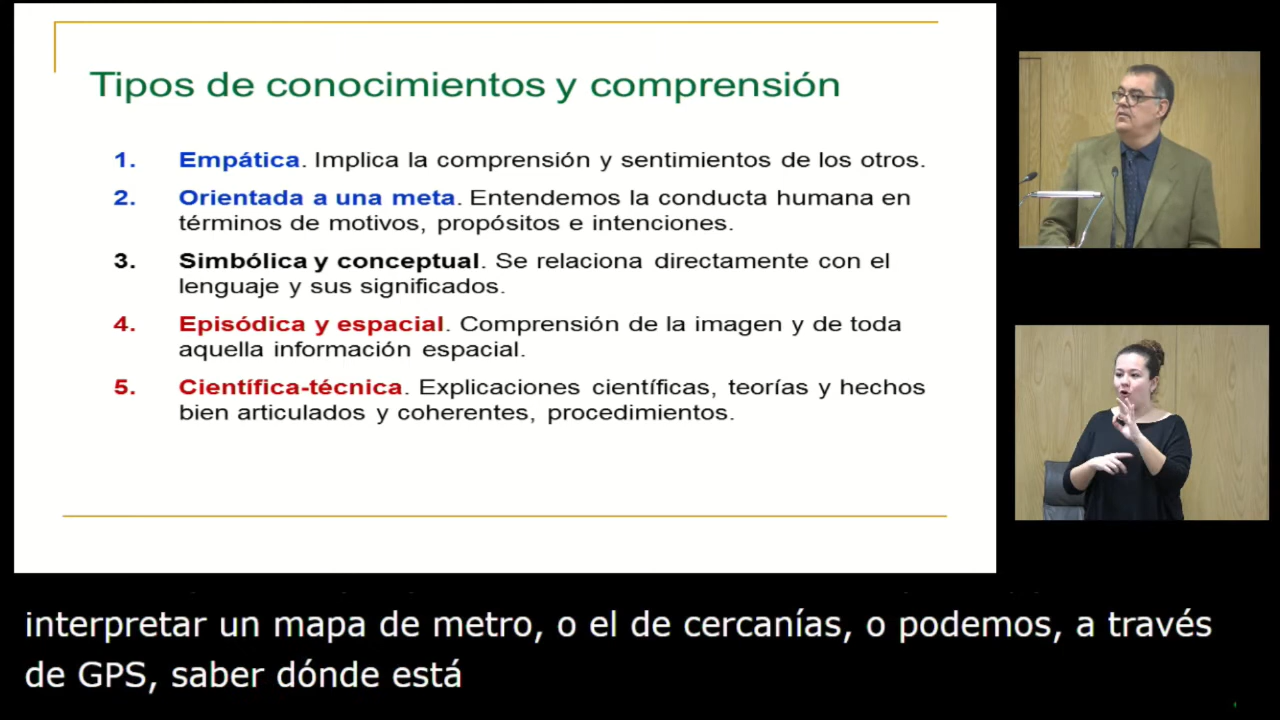 Tipos de conocimientos y comprensión
1. Empática. Implica la comprensión y sentimientos de los otros.
2. Orientada a una meta. Entendemos la conducta humana en
términos de motivos, propósitos e intenciones.
3. Simbólica y conceptual. Se relaciona directamente con el
lenguaje y sus significados.
4. Episódica y espacial. Comprensión de la imagen y de toda
aquella información espacial.
5. Científica-técnica. Explicaciones científicas, teorías y hechos
bien articulados y coherentes, procedimientos.
interpretar un mapa de metro, o el de cercanías, o podemos, a través
de GPS, saber dónde está